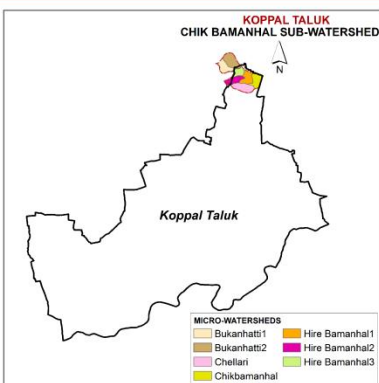 KOPPAL TALUK
CHIK BAMANHAL SUB-WATERSHED
N
Koppal Taluk
MICRO-WATERSHEDS
Bukanhatti1
Bukanhatti2
Chellari
Chikbamanhal
Hire Bamanhal1
Hire Bamanhal2
Hire Bamanhal3